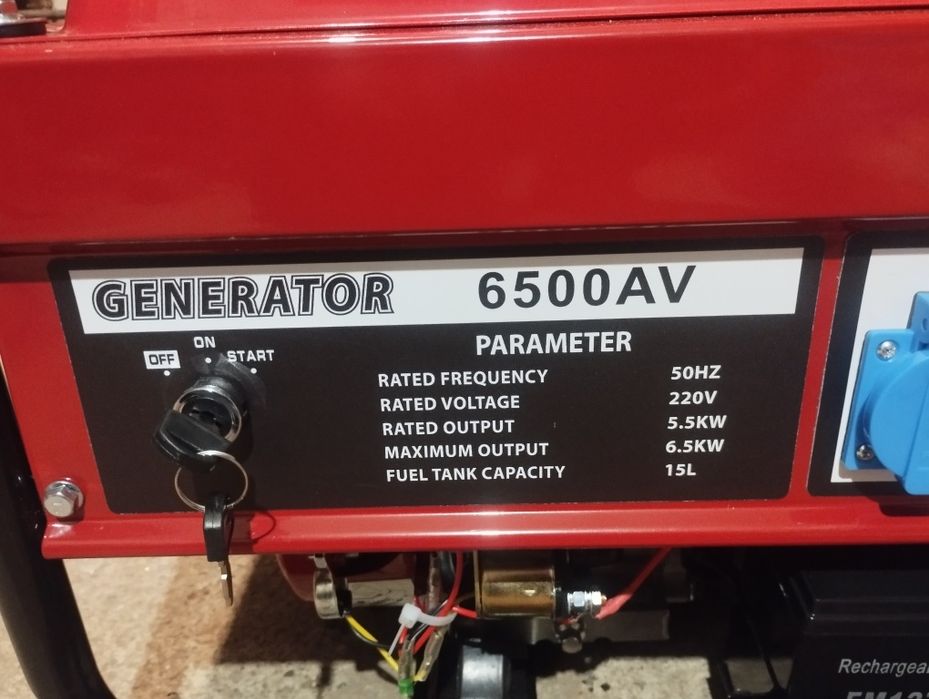 GENERATOR 6500AV
ON
OFF START
PARAMETER
RATED FREQUENCY 50HZ
RATED VOLTAGE 220V
RATED OUTPUT 5.5KW
MAXIMUM OUTPUT 6.5KW
FUEL TANK CAPACITY 15L